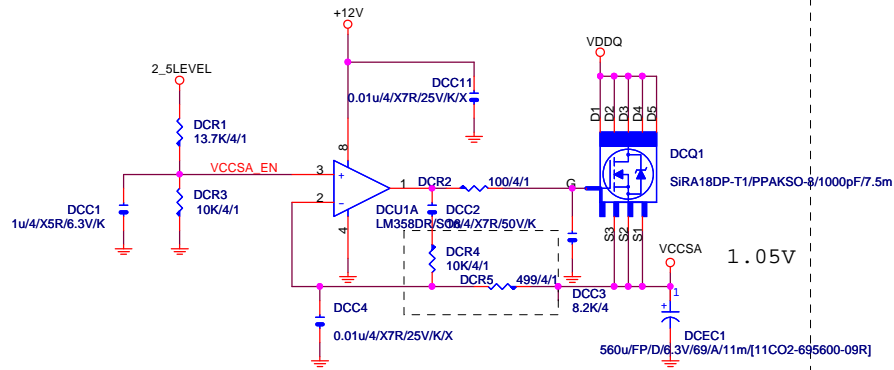 +12V
VDDQ
2_5LEVEL
DCC11
0.01u/4/X7R/25V/K/X
D1
D2
D3
D4
D5
DCR1
13.7K/4/1
8
DCQ1
VCCSA_EN
3
+
1
DCR2
100/4/1
G
SiRA18DP-T1/PPAKSO-8/1000pF/7.5m
DCR3
10K/4/1
2
−
DCC1
1u/4/X5R/6.3V/K
DCU1A
LM358DR/SO8
4
DCC2
/4/X7R/50V/K
S3
S2
S1
VCCSA
1.05V
DCR4
10K/4/1
DCR5
499/4/1
DCC3
8.2K/4
1
+
DCC4
0.01u/4/X7R/25V/K/X
DCEC1
560u/FP/D/6.3V/69/A/11m/[11CO2-695600-09R]